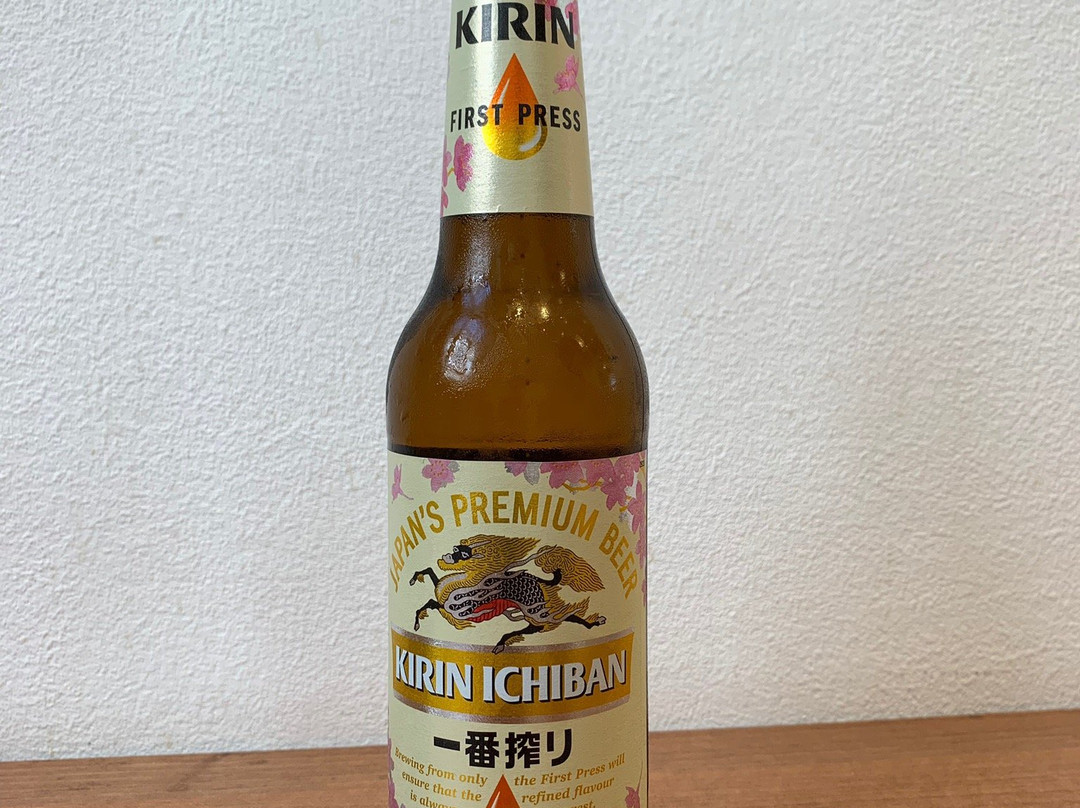 KIRIN
FIRST PRESS
JAPAN'S PREMIUM BEER
KIRIN ICHIBAN
一番搾り
Brewing from only the First Press will
ensure that the refined flavour
is always